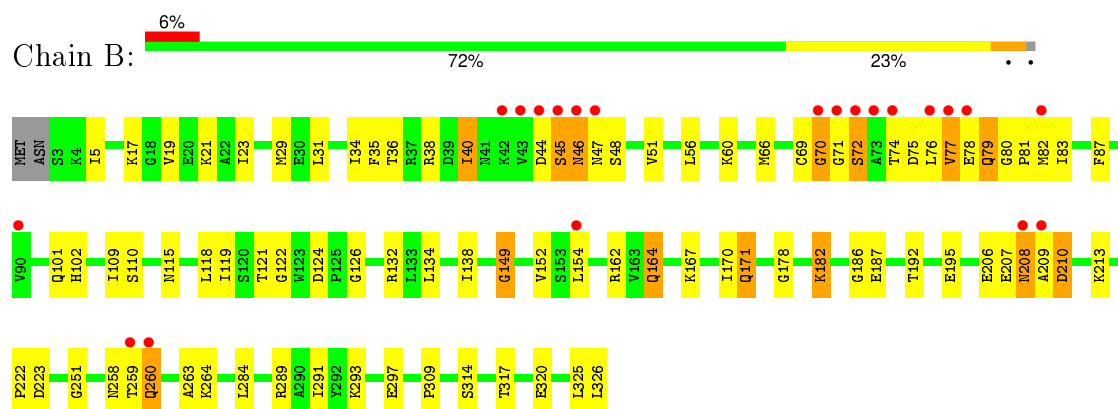 6%
Chain B:
72% 23% • •
MET ASN S3 K4 I5 K17 G18 V19 E20 K21 A22 I23 M29 E30 L31 I34 F35 T36 R37 R38 D39 I40 N41 K42 V43 D44 S45 N46 N47 S48 V51 L56 K60 M66 C69 G70 G71 S72 A73 T74 D75 L76 V77 E78 Q79 G80 P81 M82 I83 F87
V90 Q101 H102 I109 S110 N115 L118 I119 S120 T121 G122 W123 D124 P125 G126 R132 L133 L134 I138 G149 V152 S153 L154 R162 V163 Q164 K167 I170 Q171 G178 K182 G186 E187 T192 E195 E206 E207 N208 A209 D210 K213
P222 D223 G251 N258 T259 Q260 A263 K264 L284 R289 A290 I291 Y292 K293 E297 P309 S314 T317 E320 L325 L326